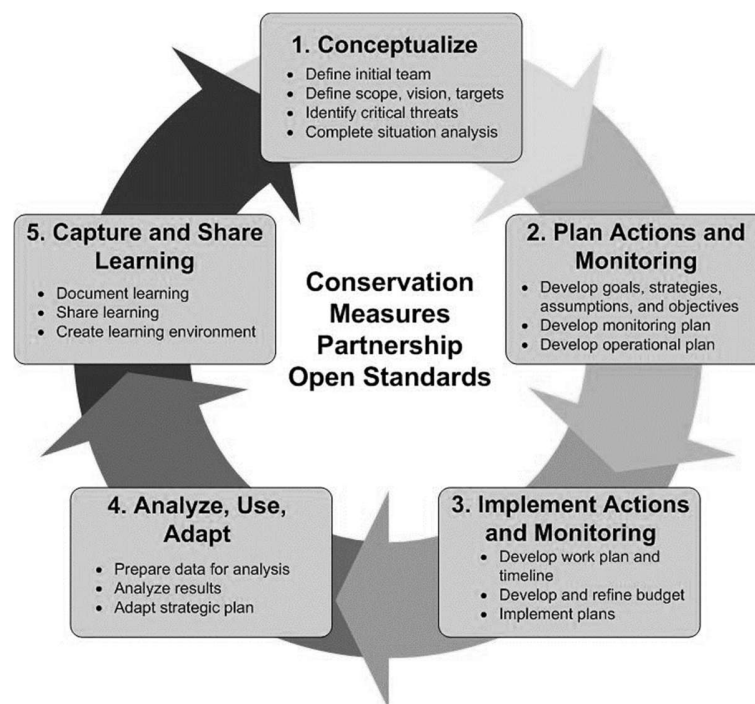 1. Conceptualize
• Define initial team
• Define scope, vision, targets
• Identify critical threats
• Complete situation analysis
2. Plan Actions and
Monitoring
• Develop goals, strategies,
assumptions, and objectives
• Develop monitoring plan
• Develop operational plan
3. Implement Actions
and Monitoring
• Develop work plan and
timeline
• Develop and refine budget
• Implement plans
4. Analyze, Use,
Adapt
• Prepare data for analysis
• Analyze results
• Adapt strategic plan
5. Capture and Share
Learning
• Document learning
• Share learning
• Create learning environment
Conservation
Measures
Partnership
Open Standards